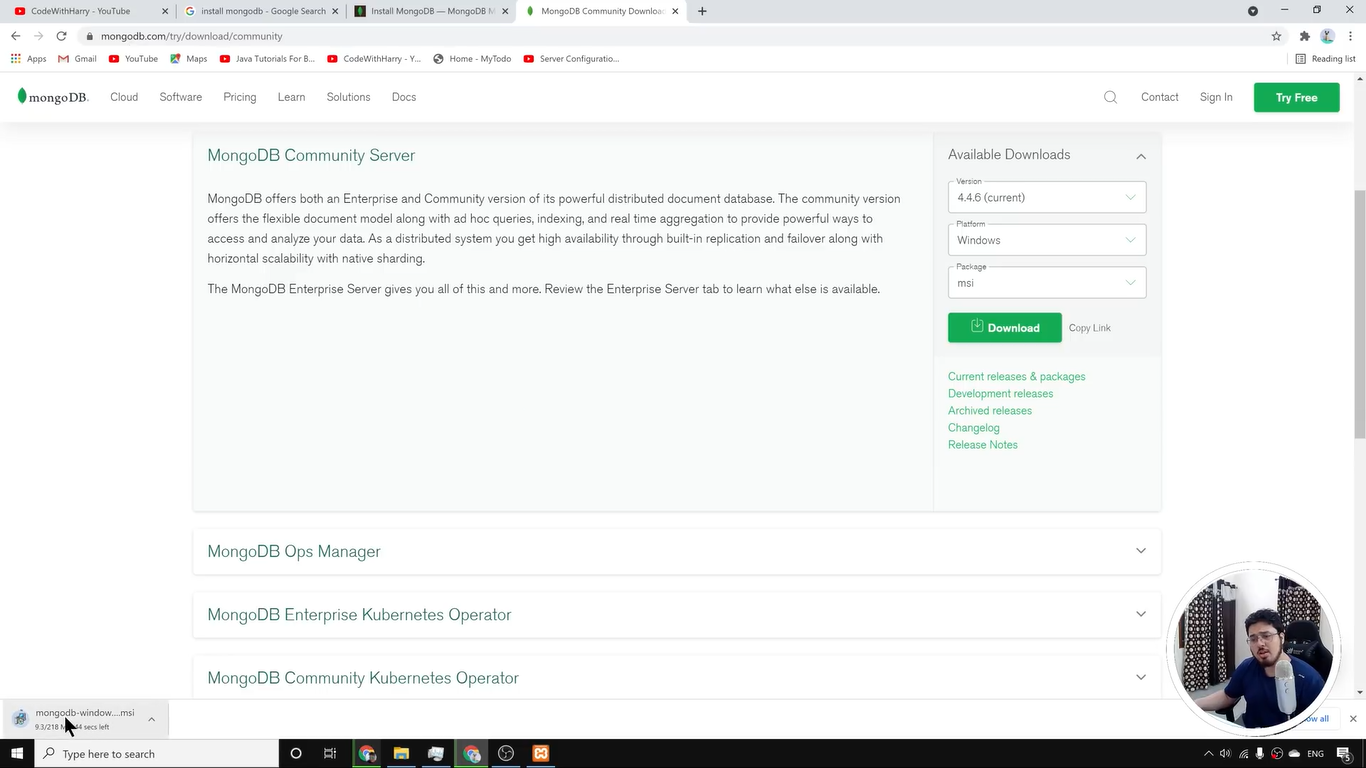 CodeWithHarry - YouTube
install mongodb - Google Search
Install MongoDB — MongoDB M
MongoDB Community Download
mongodb.com/try/download/community
Apps
Gmail
YouTube
Maps
Java Tutorials For B...
CodeWithHarry - Y...
Home - MyTodo
Server Configuratio...
Reading list
mongoDB.
Cloud
Software
Pricing
Learn
Solutions
Docs
Contact
Sign In
Try Free
MongoDB Community Server
MongoDB offers both an Enterprise and Community version of its powerful distributed document database. The community version
offers the flexible document model along with ad hoc queries, indexing, and real time aggregation to provide powerful ways to
access and analyze your data. As a distributed system you get high availability through built-in replication and failover along with
horizontal scalability with native sharding.
The MongoDB Enterprise Server gives you all of this and more. Review the Enterprise Server tab to learn what else is available.
Available Downloads
Version
4.4.6 (current)
Platform
Windows
Package
msi
Download
Copy Link
Current releases & packages
Development releases
Archived releases
Changelog
Release Notes
MongoDB Ops Manager
MongoDB Enterprise Kubernetes Operator
MongoDB Community Kubernetes Operator
mongodb-window....msi
9.3/218 44 secs left
all
Type here to search
ENG
5